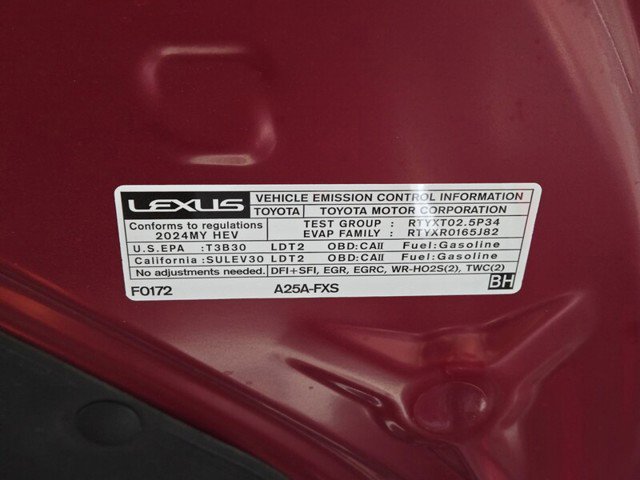 LEXUS VEHICLE EMISSION CONTROL INFORMATION
TOYOTA TOYOTA MOTOR CORPORATION
Conforms to regulations TEST GROUP : RTYXT02.5P34
2024MY HEV EVAP FAMILY : RTYXR0165J82
U.S.EPA :T3B30 LDT2 OBD:CAII Fuel:Gasoline
California :SULEV30 LDT2 OBD:CAII Fuel:Gasoline
No adjustments needed. DFI+SFI, EGR, EGRC, WR-HO2S(2), TWC(2)
F0172 A25A-FXS BH